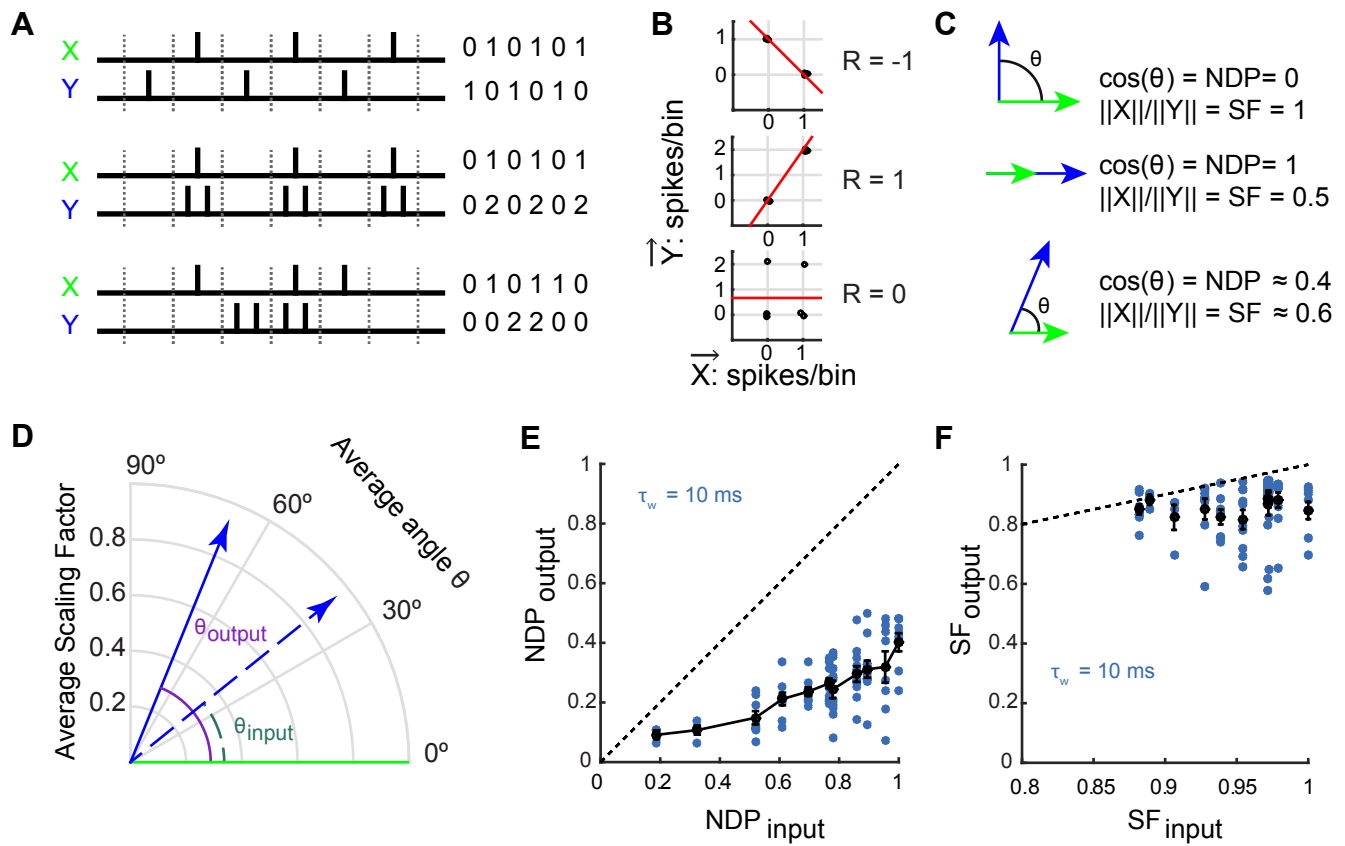 A
X
0 1 0 1 0 1
Y
1 0 1 0 1 0
X
0 1 0 1 0 1
Y
0 2 0 2 0 2
X
0 1 0 1 1 0
Y
0 0 2 2 0 0
B
1
0
0 1
R = -1
2
1
0
0 1
R = 1
2
1
0
0 1
R = 0
Y: spikes/bin
X: spikes/bin
C
θ
cos(θ) = NDP= 0
||X||/||Y|| = SF = 1
cos(θ) = NDP= 1
||X||/||Y|| = SF = 0.5
θ
cos(θ) = NDP ≈ 0.4
||X||/||Y|| = SF ≈ 0.6
D
Average Scaling Factor
0.8
0.6
0.4
0.2
90º
60º
30º
0º
Average angle θ
θoutput
θinput
E
NDPoutput
1
0.8
0.6
0.4
0.2
0
τw = 10 ms
0 0.2 0.4 0.6 0.8 1
NDP input
F
SFoutput
1
0.8
0.6
0.4
0.2
0
τw = 10 ms
0.8 0.85 0.9 0.95 1
SFinput